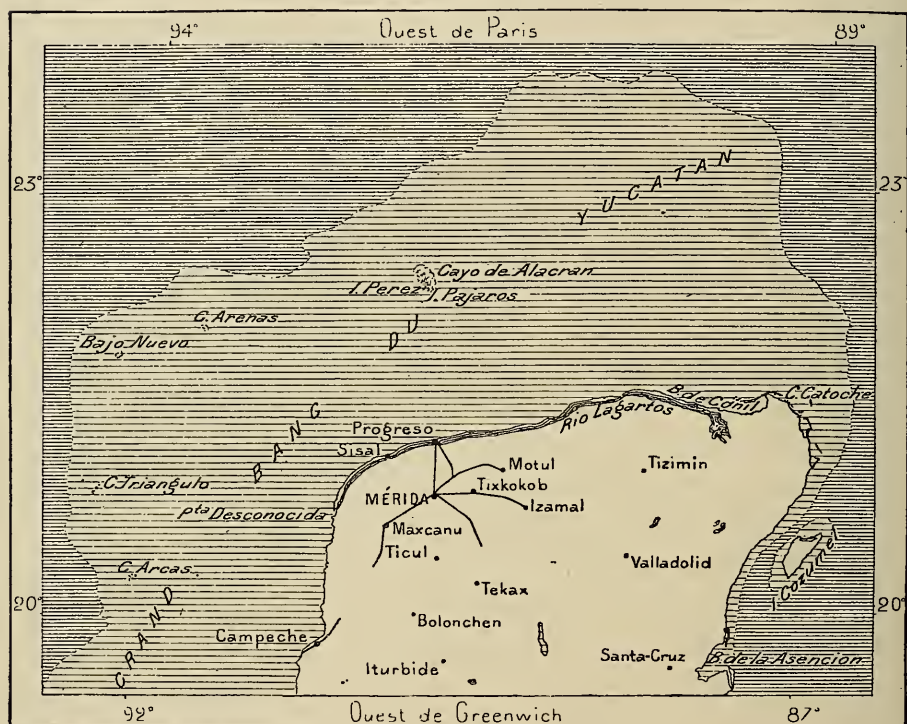 94° Ouest de Paris 89°
23° 23°
YUCATAN
Cayo de Alacran
I. Perez I. Pajaros
C. Arenas
DU
Bajo Nuevo
B. de Conil
C. Catoche
Rio Lagartos
BANC
Progreso
Sisal
Motul
Tizimin
C. Triangulo
Tixkokob
MÉRIDA
Izamal
pta Desconocida
Maxcanu
Ticul
Valladolid
I. Cozumel
C. Arcas
Tekax
20° 20°
GRAND
Bolonchen
Campeche
Santa-Cruz
B. de la Asencion
Iturbide
92° Ouest de Greenwich 87°